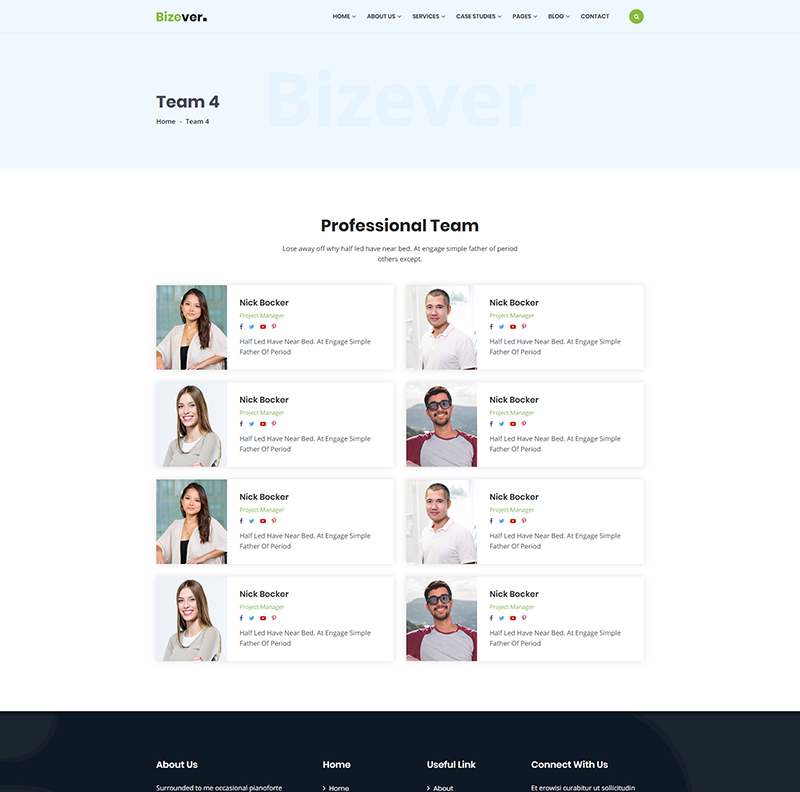 Bizever.
HOME ABOUT US SERVICES CASE STUDIES PAGES BLOG CONTACT
Bizever
Team 4
Home - Team 4
Professional Team
Lose away off why half led have near bed. At engage simple father of period
others except.
Nick Bocker
Project Manager
Half Led Have Near Bed. At Engage Simple
Father Of Period
Nick Bocker
Project Manager
Half Led Have Near Bed. At Engage Simple
Father Of Period
Nick Bocker
Project Manager
Half Led Have Near Bed. At Engage Simple
Father Of Period
Nick Bocker
Project Manager
Half Led Have Near Bed. At Engage Simple
Father Of Period
Nick Bocker
Project Manager
Half Led Have Near Bed. At Engage Simple
Father Of Period
Nick Bocker
Project Manager
Half Led Have Near Bed. At Engage Simple
Father Of Period
Nick Bocker
Project Manager
Half Led Have Near Bed. At Engage Simple
Father Of Period
Nick Bocker
Project Manager
Half Led Have Near Bed. At Engage Simple
Father Of Period
About Us
Surrounded to me occasional pianoforte
Home
Home
Useful Link
About
Connect With Us
Et erowisi curabitur ut sollicitudin